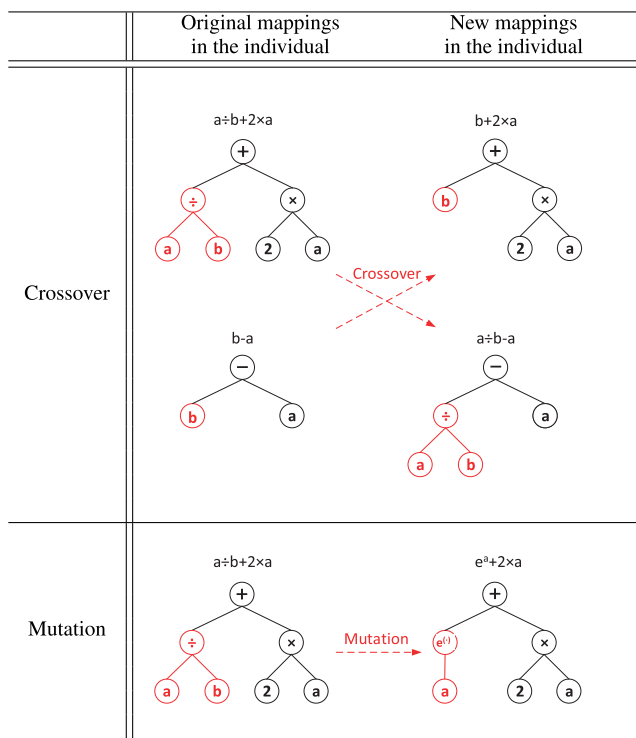 Original mappings in the individual
New mappings in the individual
Crossover
a÷b+2×a
+
÷
×
a
b
2
a
b+2×a
+
b
×
2
a
Crossover
b-a
−
b
a
a÷b-a
−
÷
a
a
b
Mutation
a÷b+2×a
+
÷
×
a
b
2
a
Mutation
eᵃ+2×a
+
e⁽·⁾
×
a
2
a